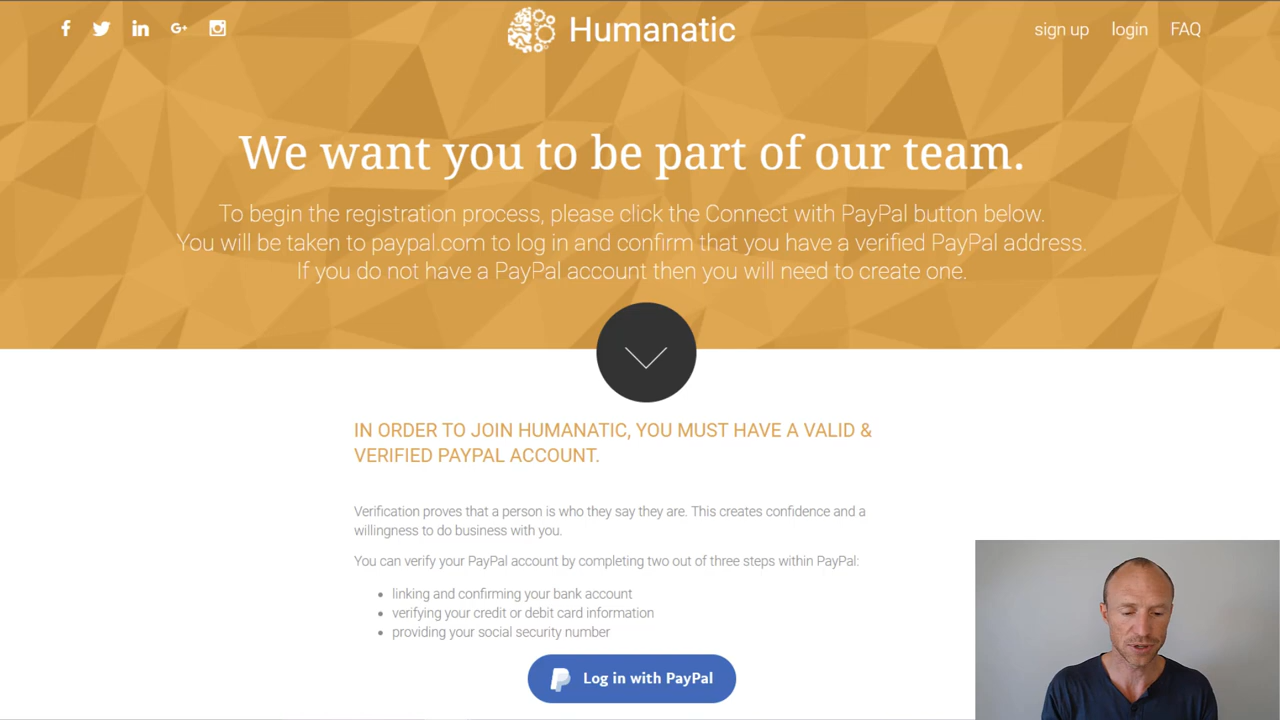 Humanatic
sign up login FAQ
We want you to be part of our team.
To begin the registration process, please click the Connect with PayPal button below.
You will be taken to paypal.com to log in and confirm that you have a verified PayPal address.
If you do not have a PayPal account then you will need to create one.
IN ORDER TO JOIN HUMANATIC, YOU MUST HAVE A VALID &
VERIFIED PAYPAL ACCOUNT.
Verification proves that a person is who they say they are. This creates confidence and a
willingness to do business with you.
You can verify your PayPal account by completing two out of three steps within PayPal:
• linking and confirming your bank account
• verifying your credit or debit card information
• providing your social security number
Log in with PayPal